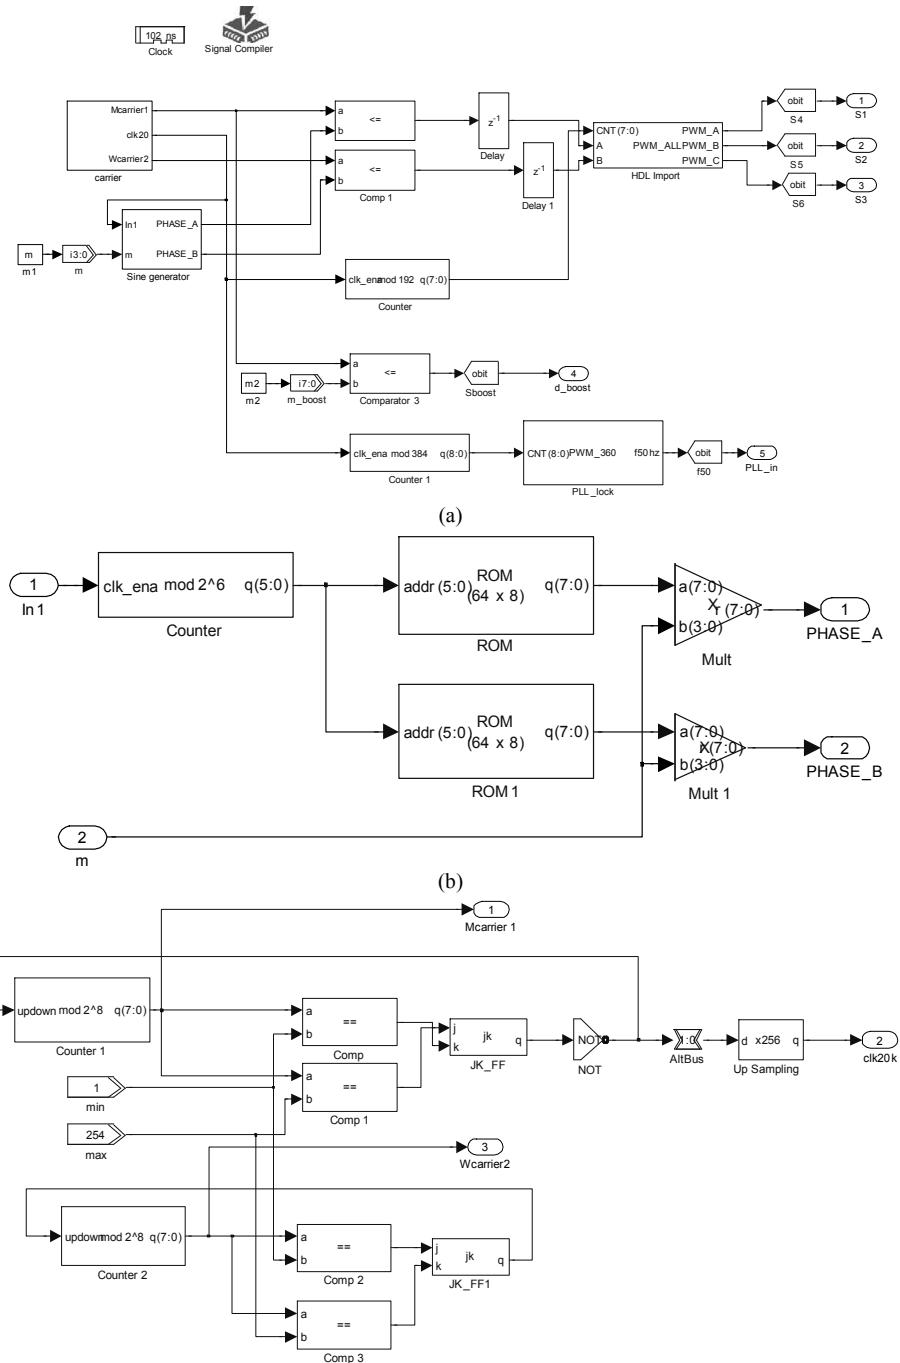 102 ns
Clock
Signal Compiler
Mcarrier1
clk20
Wcarrier2
carrier
a
b
<=
a
b
<=
Comp 1
z-1
Delay
z-1
Delay 1
CNT(7:0)
A
B
PWM_A
PWM_ALL PWM_B
PWM_C
HDL Import
obit
S4
1
S1
obit
S5
2
S2
obit
S6
3
S3
m
m1
i3:0
m
In1
m
PHASE_A
PHASE_B
Sine generator
clk_ena mod 192 q(7:0)
Counter
m2
m2
i7:0
m_boost
a
b
<=
Comparator 3
obit
Sboost
4
d_boost
clk_ena mod 384 q(8:0)
Counter 1
CNT(8:0) PWM_360 f50hz
PLL_lock
obit
f50
5
PLL_in
(a)
1
In1
clk_ena mod 2^6 q(5:0)
Counter
addr (5:0) ROM (64 x 8) q(7:0)
ROM
a(7:0)
X r(7:0)
b(3:0)
Mult
1
PHASE_A
addr (5:0) ROM (64 x 8) q(7:0)
ROM 1
a(7:0)
X r(7:0)
b(3:0)
Mult 1
2
PHASE_B
2
m
(b)
1
Mcarrier 1
updown mod 2^8 q(7:0)
Counter 1
a
b
==
Comp
a
b
==
Comp 1
j
k
jk
q
JK_FF
NOT
NOT
1:0
AltBus
d x256 q
Up Sampling
2
clk20k
1
min
254
max
3
Wcarrier2
updown mod 2^8 q(7:0)
Counter 2
a
b
==
Comp 2
a
b
==
Comp 3
j
k
jk
q
JK_FF1